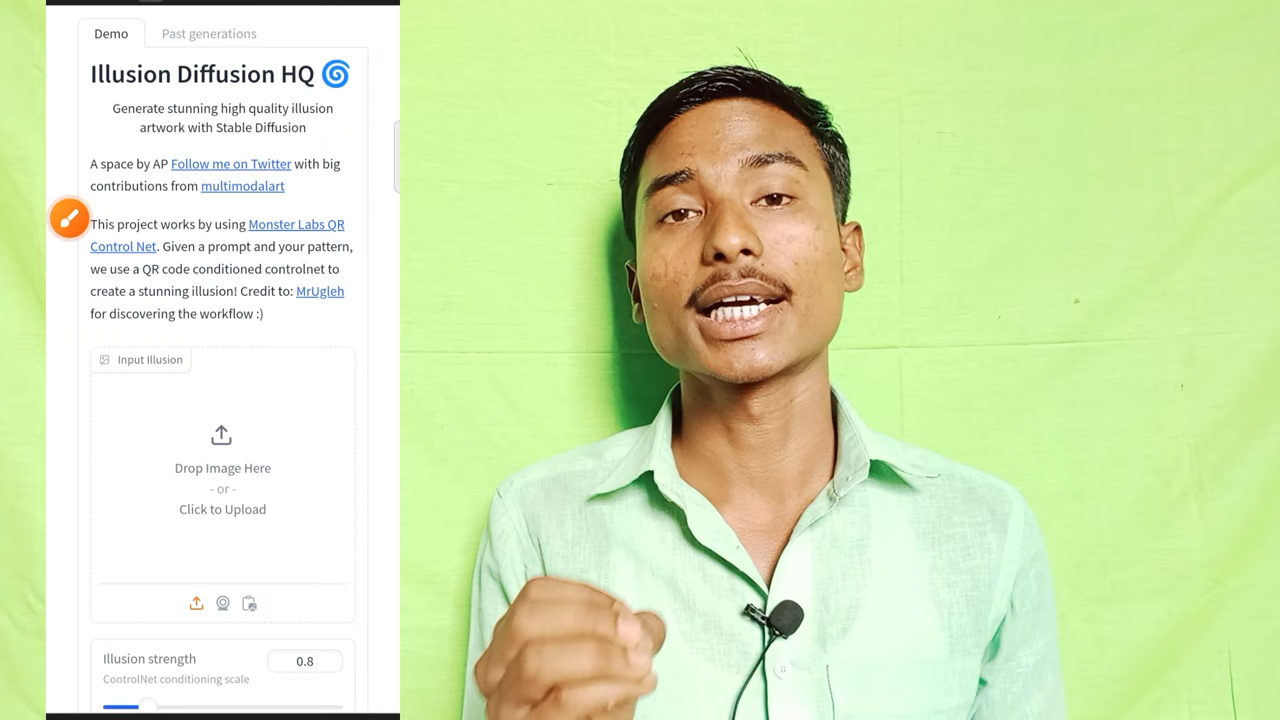 Demo
Past generations
Illusion Diffusion HQ 🌀
Generate stunning high quality illusion
artwork with Stable Diffusion
A space by AP Follow me on Twitter with big
contributions from multimodalart
This project works by using Monster Labs QR
Control Net. Given a prompt and your pattern,
we use a QR code conditioned controlnet to
create a stunning illusion! Credit to: MrUgleh
for discovering the workflow :)
Input Illusion
Drop Image Here
- or -
Click to Upload
Illusion strength
0.8
ControlNet conditioning scale